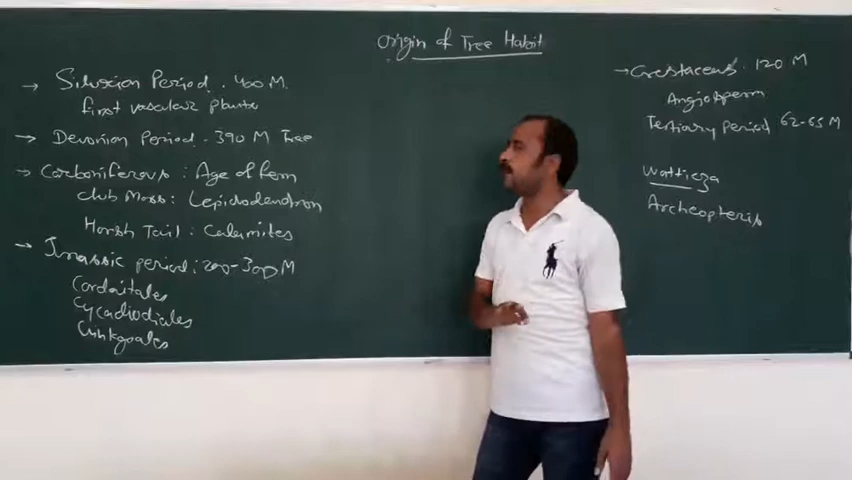 Origin of Tree Habit
→ Silurian Period . 400 M.
first vascular plants
→ Devonian Period . 390 M Tree
→ Carboniferous : Age of fern
club Moss : Lepidodendron
Horsh Tail : Calamites
→ Jurassic period : 200-300 M
Cordaitales
Cycadiodiales
Ginkgoales
→ Crestaceous . 120 M
Angiosperm
Tertiary period 62-65 M
Wattieza
Archeopteris